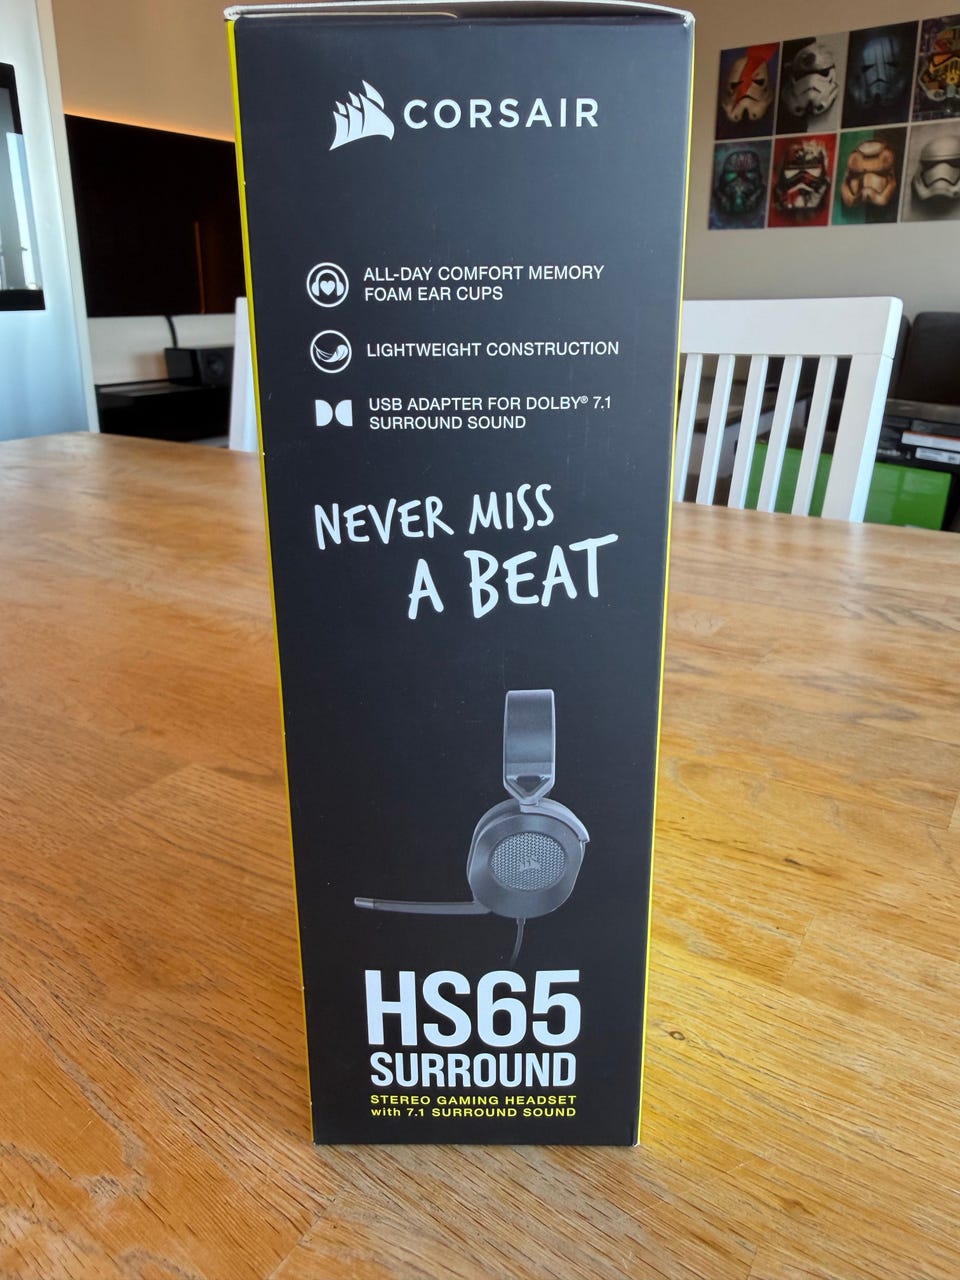 CORSAIR
ALL-DAY COMFORT MEMORY
FOAM EAR CUPS
LIGHTWEIGHT CONSTRUCTION
USB ADAPTER FOR DOLBY® 7.1
SURROUND SOUND
NEVER MISS
A BEAT
HS65
SURROUND
STEREO GAMING HEADSET
with 7.1 SURROUND SOUND